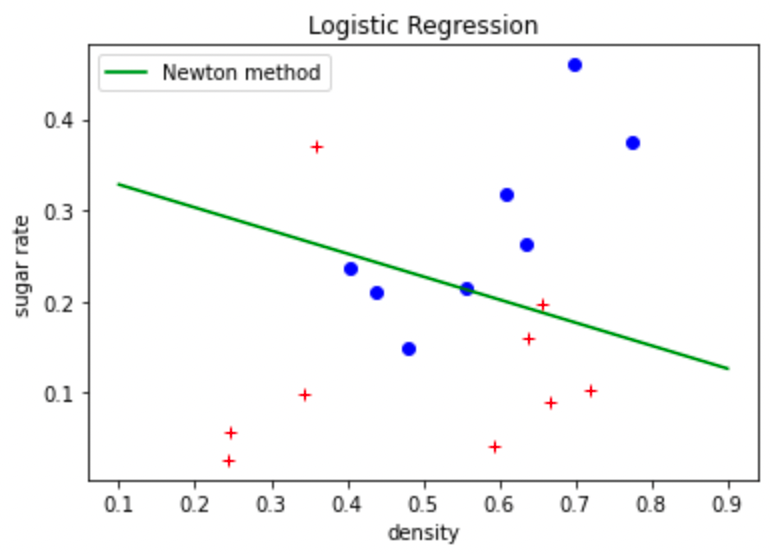 Logistic Regression
Newton method
sugar rate
0.4
0.3
0.2
0.1
0.1 0.2 0.3 0.4 0.5 0.6 0.7 0.8 0.9
density